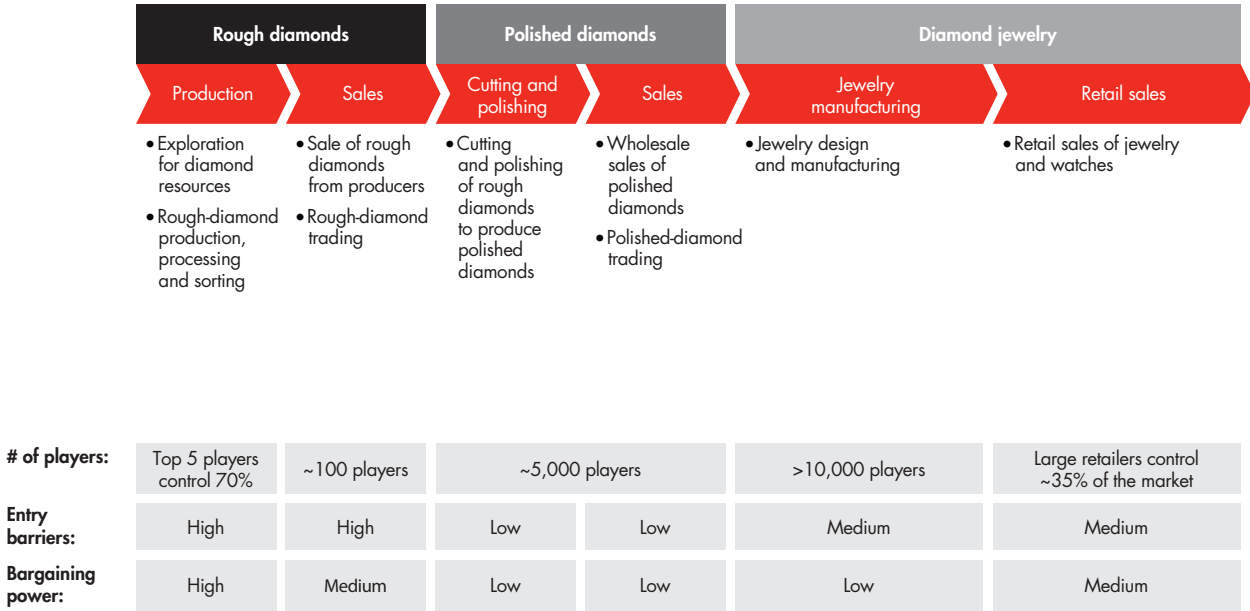 Rough diamonds
Polished diamonds
Diamond jewelry
Production
Sales
Cutting and
polishing
Sales
Jewelry
manufacturing
Retail sales
• Exploration
for diamond
resources
• Rough-diamond
production,
processing
and sorting
• Sale of rough
diamonds
from producers
• Rough-diamond
trading
• Cutting
and polishing
of rough
diamonds
to produce
polished
diamonds
• Wholesale
sales of
polished
diamonds
• Polished-diamond
trading
• Jewelry design
and manufacturing
• Retail sales of jewelry
and watches
# of players:
Top 5 players
control 70%
~100 players
~5,000 players
>10,000 players
Large retailers control
~35% of the market
Entry
barriers:
High
High
Low
Low
Medium
Medium
Bargaining
power:
High
Medium
Low
Low
Low
Medium